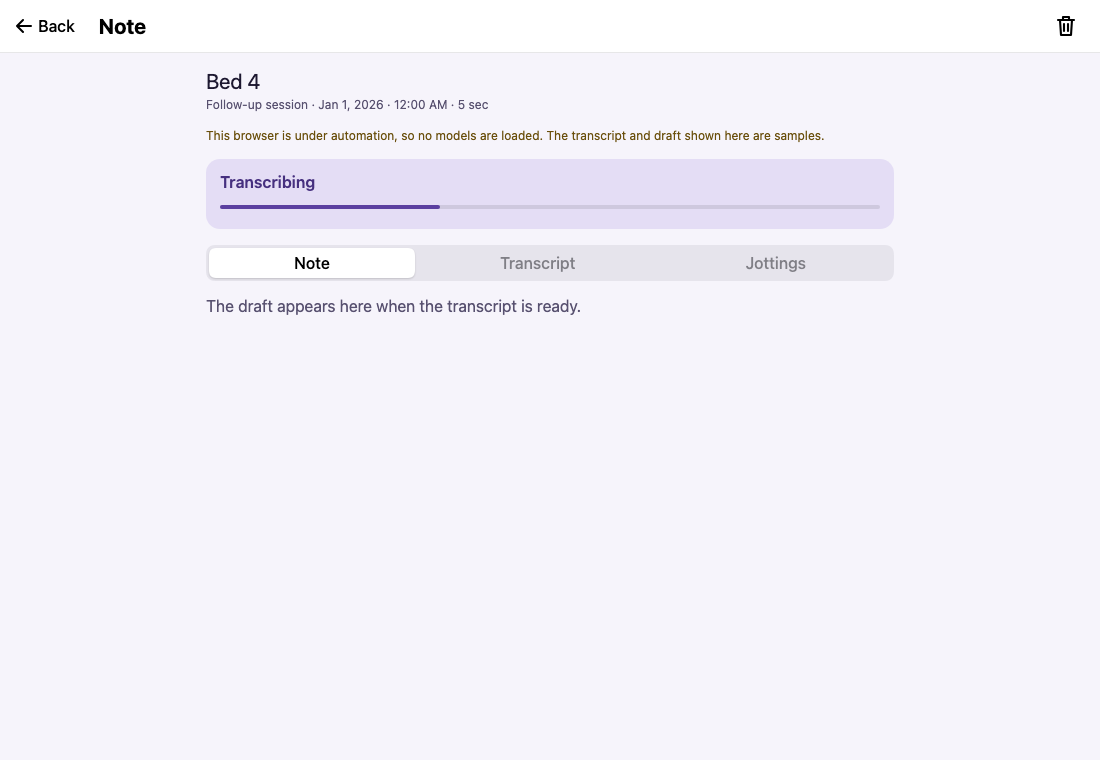 Back Note
Bed 4
Follow-up session · Jan 1, 2026 · 12:00 AM · 5 sec
This browser is under automation, so no models are loaded. The transcript and draft shown here are samples.
Transcribing
Note Transcript Jottings
The draft appears here when the transcript is ready.